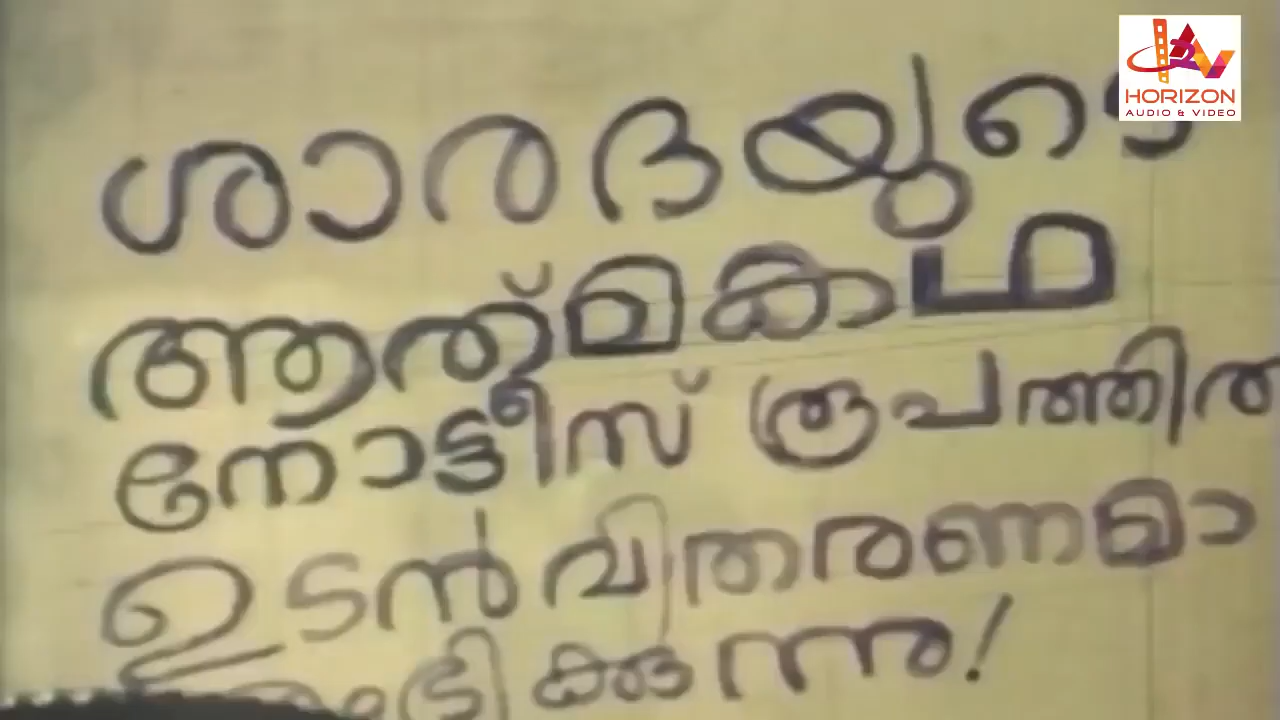 HORIZON
AUDIO & VIDEO
ശാരദയുടെ
ആത്മകഥ
നോട്ടീസ് രൂപത്തിൽ
ഉടൻ വിതരണമാ
രംഭിക്കുന്നു!